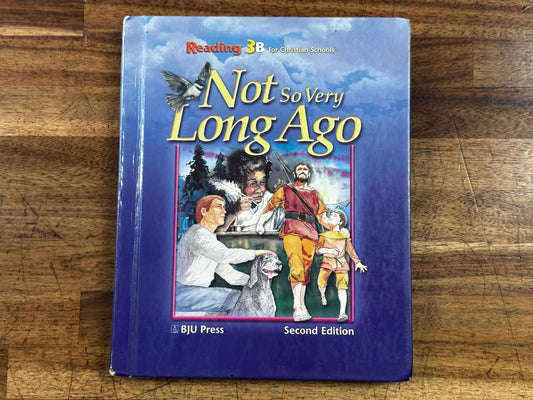 Reading 3B for Christian Schools
Not So Very
Long Ago
BJU Press
Second Edition